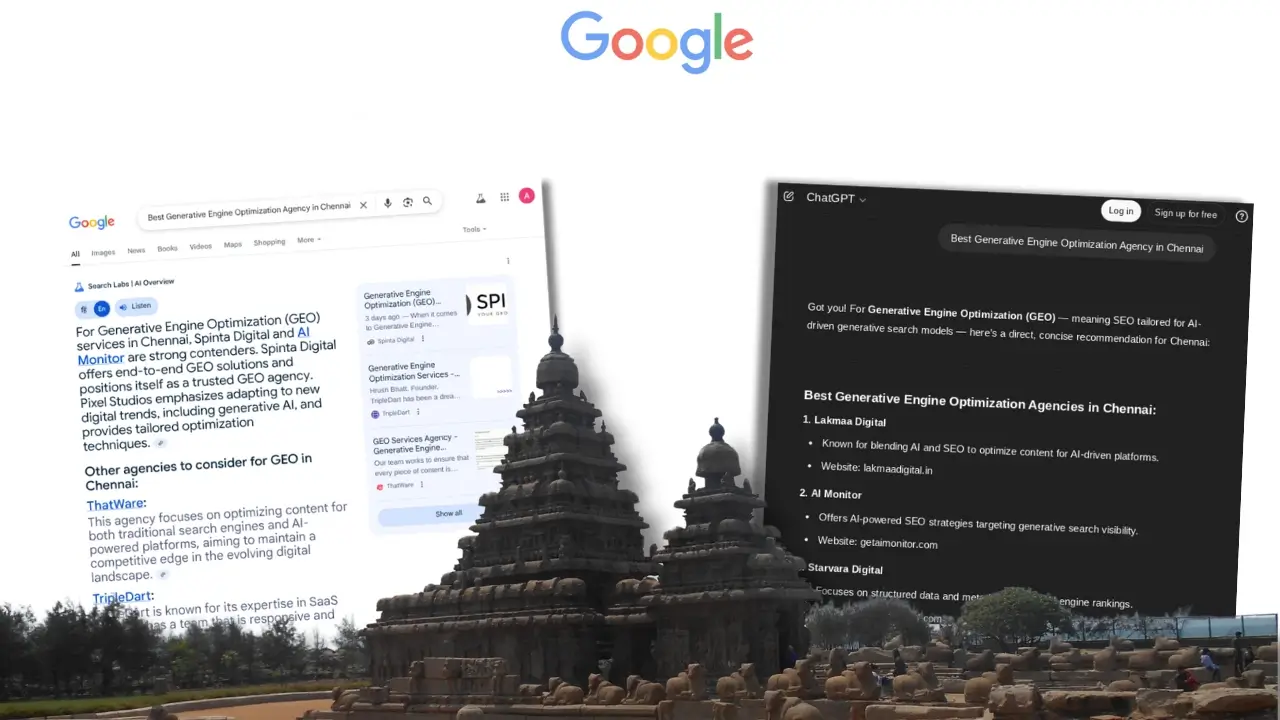 Google
Google
Best Generative Engine Optimization Agency in Chennai
A
All Images News Books Videos Maps Shopping More
Tools
Search Labs | AI Overview
En
Listen
For Generative Engine Optimization (GEO)
services in Chennai, Spinta Digital and AI
Monitor are strong contenders. Spinta Digital
offers end-to-end GEO solutions and
positions itself as a trusted GEO agency.
Pixel Studios emphasizes adapting to new
digital trends, including generative AI, and
provides tailored optimization
techniques.
Other agencies to consider for GEO in
Chennai:
ThatWare:
This agency focuses on optimizing content for
both traditional search engines and AI-
powered platforms, aiming to maintain a
competitive edge in the evolving digital
landscape.
TripleDart:
is known for its expertise in SaaS
has a team that is responsive and
Generative Engine
Optimization (GEO)...
3 days ago — When it comes
to Generative Engine...
Spinta Digital
SPI
Generative Engine
Optimization Services -...
Hrush Bhatt. Founder,
TripleDart has been a drea...
TripleDart
GEO Services Agency -
Generative Engine...
Our team works to ensure that
every piece of content is...
ThatWare
Show all
ChatGPT
Log in
Sign up for free
?
Best Generative Engine Optimization Agency in Chennai
Got you! For Generative Engine Optimization (GEO) — meaning SEO tailored for AI-
driven generative search models — here's a direct, concise recommendation for Chennai:
Best Generative Engine Optimization Agencies in Chennai:
1. Lakmaa Digital
• Known for blending AI and SEO to optimize content for AI-driven platforms.
• Website: lakmaadigital.in
2. AI Monitor
• Offers AI-powered SEO strategies targeting generative search visibility.
• Website: getaimonitor.com
Starvara Digital
Focuses on structured data and engine rankings.
.com